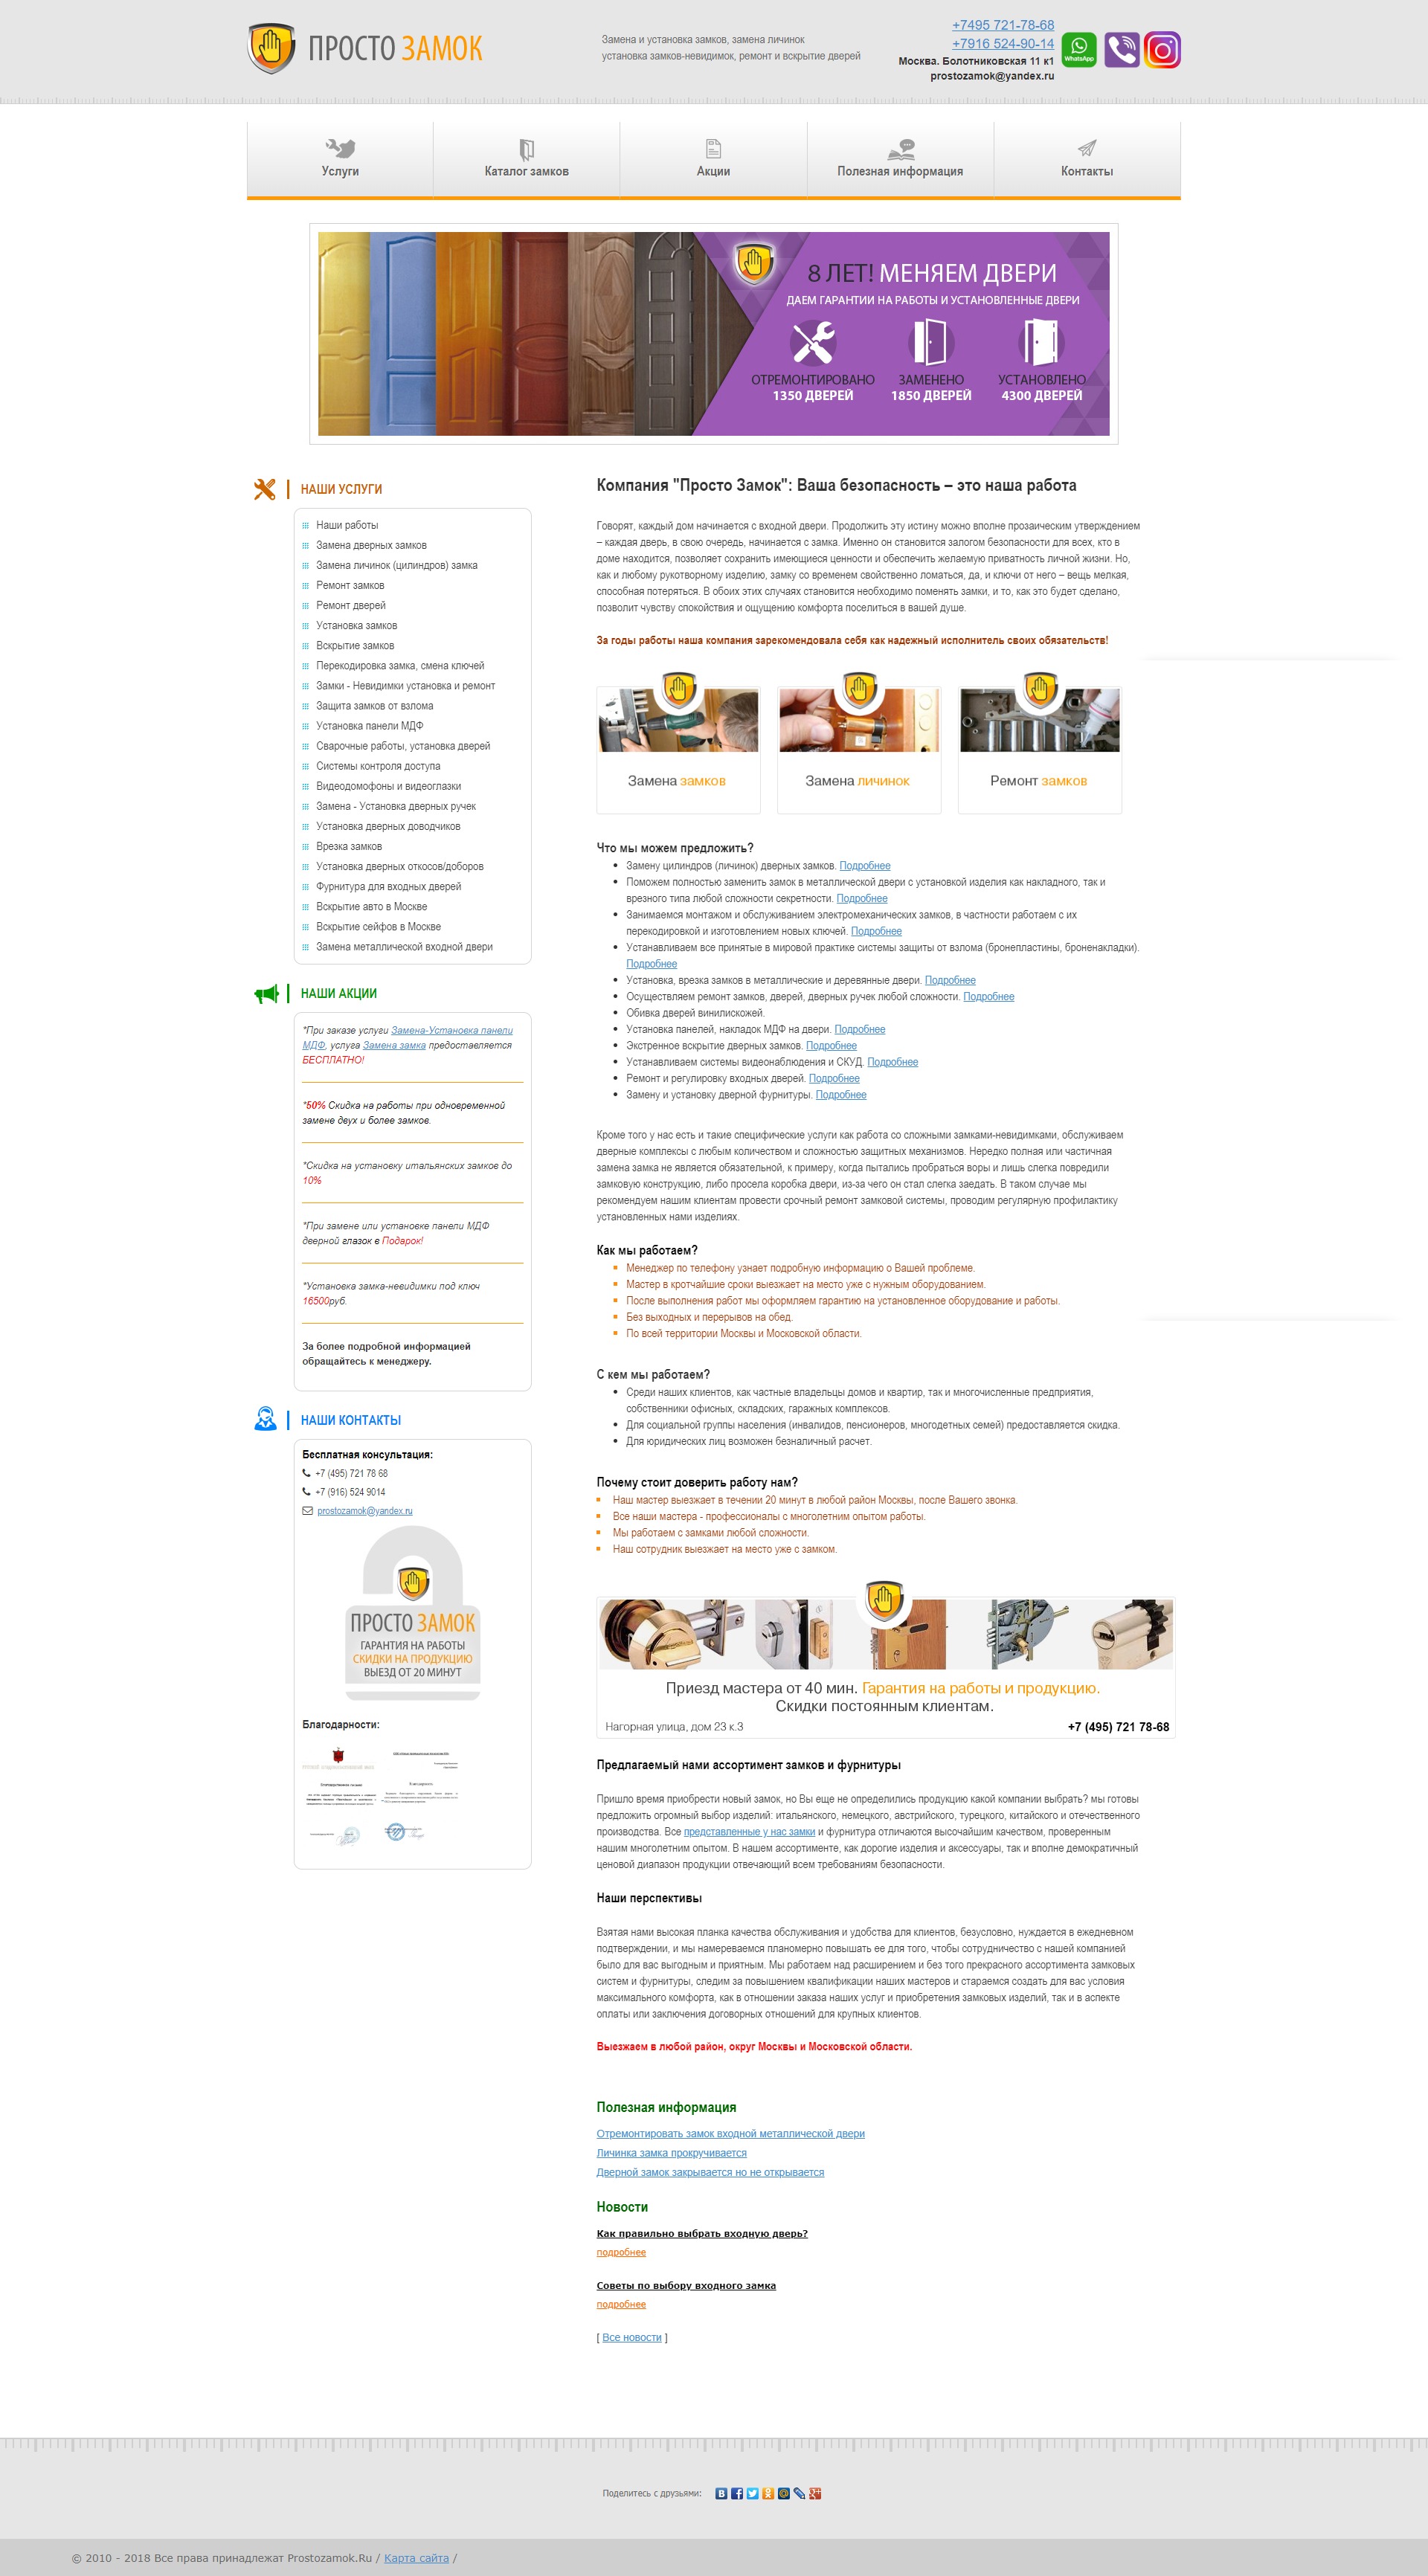 ПРОСТО ЗАМОК
Замена и установка замков, замена личинок
установка замков-невидимок, ремонт и вскрытие дверей
+7495 721-78-68
+7916 524-90-14
Москва. Болотниковская 11 к1
prostozamok@yandex.ru
WhatsApp
Услуги
Каталог замков
Акции
Полезная информация
Контакты
8 ЛЕТ! МЕНЯЕМ ДВЕРИ
ДАЕМ ГАРАНТИИ НА РАБОТЫ И УСТАНОВЛЕННЫЕ ДВЕРИ
ОТРЕМОНТИРОВАНО
1350 ДВЕРЕЙ
ЗАМЕНЕНО
1850 ДВЕРЕЙ
УСТАНОВЛЕНО
4300 ДВЕРЕЙ
НАШИ УСЛУГИ
Наши работы
Замена дверных замков
Замена личинок (цилиндров) замка
Ремонт замков
Ремонт дверей
Установка замков
Вскрытие замков
Перекодировка замка, смена ключей
Замки - Невидимки установка и ремонт
Защита замков от взлома
Установка панели МДФ
Сварочные работы, установка дверей
Системы контроля доступа
Видеодомофоны и видеоглазки
Замена - Установка дверных ручек
Установка дверных доводчиков
Врезка замков
Установка дверных откосов/доборов
Фурнитура для входных дверей
Вскрытие авто в Москве
Вскрытие сейфов в Москве
Замена металлической входной двери
НАШИ АКЦИИ
*При заказе услуги Замена-Установка панели
МДФ, услуга Замена замка предоставляется
БЕСПЛАТНО!
*50% Скидка на работы при одновременной
замене двух и более замков.
*Скидка на установку итальянских замков до
10%
*При замене или установке панели МДФ
дверной глазок в Подарок!
*Установка замка-невидимки под ключ
16500руб.
За более подробной информацией
обращайтесь к менеджеру.
НАШИ КОНТАКТЫ
Бесплатная консультация:
+7 (495) 721 78 68
+7 (916) 524 9014
prostozamok@yandex.ru
ПРОСТО ЗАМОК
ГАРАНТИЯ НА РАБОТЫ
СКИДКИ НА ПРОДУКЦИЮ
ВЫЕЗД ОТ 20 МИНУТ
Благодарности:
Компания "Просто Замок": Ваша безопасность – это наша работа
Говорят, каждый дом начинается с входной двери. Продолжить эту истину можно вполне прозаическим утверждением
– каждая дверь, в свою очередь, начинается с замка. Именно он становится залогом безопасности для всех, кто в
доме находится, позволяет сохранить имеющиеся ценности и обеспечить желаемую приватность личной жизни. Но,
как и любому рукотворному изделию, замку со временем свойственно ломаться, да, и ключи от него – вещь мелкая,
способная потеряться. В обоих этих случаях становится необходимо поменять замки, и то, как это будет сделано,
позволит чувству спокойствия и ощущению комфорта поселиться в вашей душе.
За годы работы наша компания зарекомендовала себя как надежный исполнитель своих обязательств!
Замена замков
Замена личинок
Ремонт замков
Что мы можем предложить?
Замену цилиндров (личинок) дверных замков. Подробнее
Поможем полностью заменить замок в металлической двери с установкой изделия как накладного, так и
врезного типа любой сложности секретности. Подробнее
Занимаемся монтажом и обслуживанием электромеханических замков, в частности работаем с их
перекодировкой и изготовлением новых ключей. Подробнее
Устанавливаем все принятые в мировой практике системы защиты от взлома (бронепластины, броненакладки).
Подробнее
Установка, врезка замков в металлические и деревянные двери. Подробнее
Осуществляем ремонт замков, дверей, дверных ручек любой сложности. Подробнее
Обивка дверей винилискожей.
Установка панелей, накладок МДФ на двери. Подробнее
Экстренное вскрытие дверных замков. Подробнее
Устанавливаем системы видеонаблюдения и СКУД. Подробнее
Ремонт и регулировку входных дверей. Подробнее
Замену и установку дверной фурнитуры. Подробнее
Кроме того у нас есть и такие специфические услуги как работа со сложными замками-невидимками, обслуживаем
дверные комплексы с любым количеством и сложностью защитных механизмов. Нередко полная или частичная
замена замка не является обязательной, к примеру, когда пытались пробраться воры и лишь слегка повредили
замковую конструкцию, либо просела коробка двери, из-за чего он стал слегка заедать. В таком случае мы
рекомендуем нашим клиентам провести срочный ремонт замковой системы, проводим регулярную профилактику
установленных нами изделиях.
Как мы работаем?
Менеджер по телефону узнает подробную информацию о Вашей проблеме.
Мастер в кротчайшие сроки выезжает на место уже с нужным оборудованием.
После выполнения работ мы оформляем гарантию на установленное оборудование и работы.
Без выходных и перерывов на обед.
По всей территории Москвы и Московской области.
С кем мы работаем?
Среди наших клиентов, как частные владельцы домов и квартир, так и многочисленные предприятия,
собственники офисных, складских, гаражных комплексов.
Для социальной группы населения (инвалидов, пенсионеров, многодетных семей) предоставляется скидка.
Для юридических лиц возможен безналичный расчет.
Почему стоит доверить работу нам?
Наш мастер выезжает в течении 20 минут в любой район Москвы, после Вашего звонка.
Все наши мастера - профессионалы с многолетним опытом работы.
Мы работаем с замками любой сложности.
Наш сотрудник выезжает на место уже с замком.
Приезд мастера от 40 мин. Гарантия на работы и продукцию.
Скидки постоянным клиентам.
Нагорная улица, дом 23 к.3
+7 (495) 721 78-68
Предлагаемый нами ассортимент замков и фурнитуры
Пришло время приобрести новый замок, но Вы еще не определились продукцию какой компании выбрать? мы готовы
предложить огромный выбор изделий: итальянского, немецкого, австрийского, турецкого, китайского и отечественного
производства. Все представленные у нас замки и фурнитура отличаются высочайшим качеством, проверенным
нашим многолетним опытом. В нашем ассортименте, как дорогие изделия и аксессуары, так и вполне демократичный
ценовой диапазон продукции отвечающий всем требованиям безопасности.
Наши перспективы
Взятая нами высокая планка качества обслуживания и удобства для клиентов, безусловно, нуждается в ежедневном
подтверждении, и мы намереваемся планомерно повышать ее для того, чтобы сотрудничество с нашей компанией
было для вас выгодным и приятным. Мы работаем над расширением и без того прекрасного ассортимента замковых
систем и фурнитуры, следим за повышением квалификации наших мастеров и стараемся создать для вас условия
максимального комфорта, как в отношении заказа наших услуг и приобретения замковых изделий, так и в аспекте
оплаты или заключения договорных отношений для крупных клиентов.
Выезжаем в любой район, округ Москвы и Московской области.
Полезная информация
Отремонтировать замок входной металлической двери
Личинка замка прокручивается
Дверной замок закрывается но не открывается
Новости
Как правильно выбрать входную дверь?
подробнее
Советы по выбору входного замка
подробнее
[ Все новости ]
Поделитесь с друзьями:
© 2010 - 2018 Все права принадлежат Prostozamok.Ru / Карта сайта /